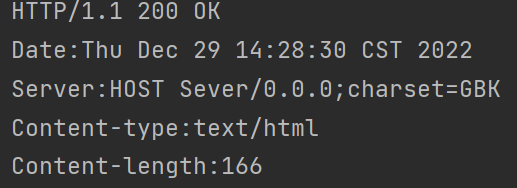 HTTP/1.1 200 OK
Date:Thu Dec 29 14:28:30 CST 2022
Server:HOST Sever/0.0.0;charset=GBK
Content-type:text/html
Content-length:166